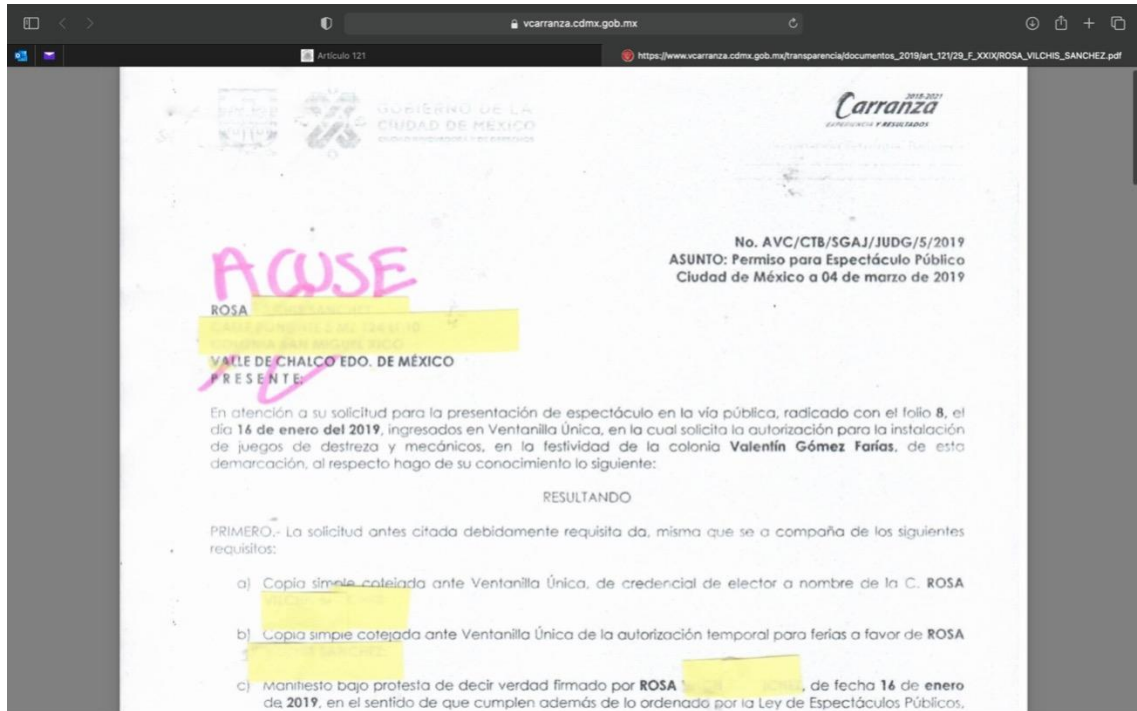 vcarranza.cdmx.gob.mx
Artículo 121
https://www.vcarranza.cdmx.gob.mx/transparencia/documentos_2019/art_121/29_F_XXIX/ROSA_VILCHIS_SANCHEZ.pdf
GOBIERNO DE LA
CIUDAD DE MÉXICO
2018-2021
Carranza
EXPERIENCIA Y RESULTADOS
No. AVC/CTB/SGAJ/JUDG/5/2019
ASUNTO: Permiso para Espectáculo Público
Ciudad de México a 04 de marzo de 2019
ACUSE
ROSA
VALLE DE CHALCO EDO. DE MÉXICO
P R E S E N T E:
En atención a su solicitud para la presentación de espectáculo en la vía pública, radicado con el folio 8, el
día 16 de enero del 2019, ingresados en Ventanilla Única, en la cual solicita la autorización para la instalación
de juegos de destreza y mecánicos, en la festividad de la colonia Valentín Gómez Farías, de esta
demarcación, al respecto hago de su conocimiento lo siguiente:
RESULTANDO
PRIMERO.- La solicitud antes citada debidamente requisita da, misma que se a compaña de los siguientes
requisitos:
a) Copia simple cotejada ante Ventanilla Única, de credencial de elector a nombre de la C. ROSA
b) Copia simple cotejada ante Ventanilla Única de la autorización temporal para ferias a favor de ROSA
c) Manifiesto bajo protesta de decir verdad firmado por ROSA , de fecha 16 de enero
de 2019, en el sentido de que cumplen además de lo ordenado por la Ley de Espectáculos Públicos,